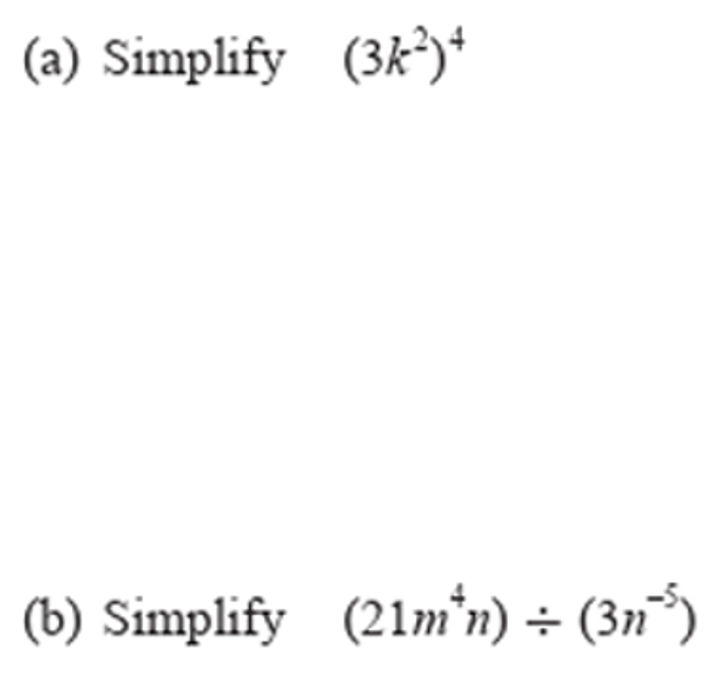 (a) Simplify (3k²)⁴
(b) Simplify (21m⁴n) ÷ (3n⁻⁵)